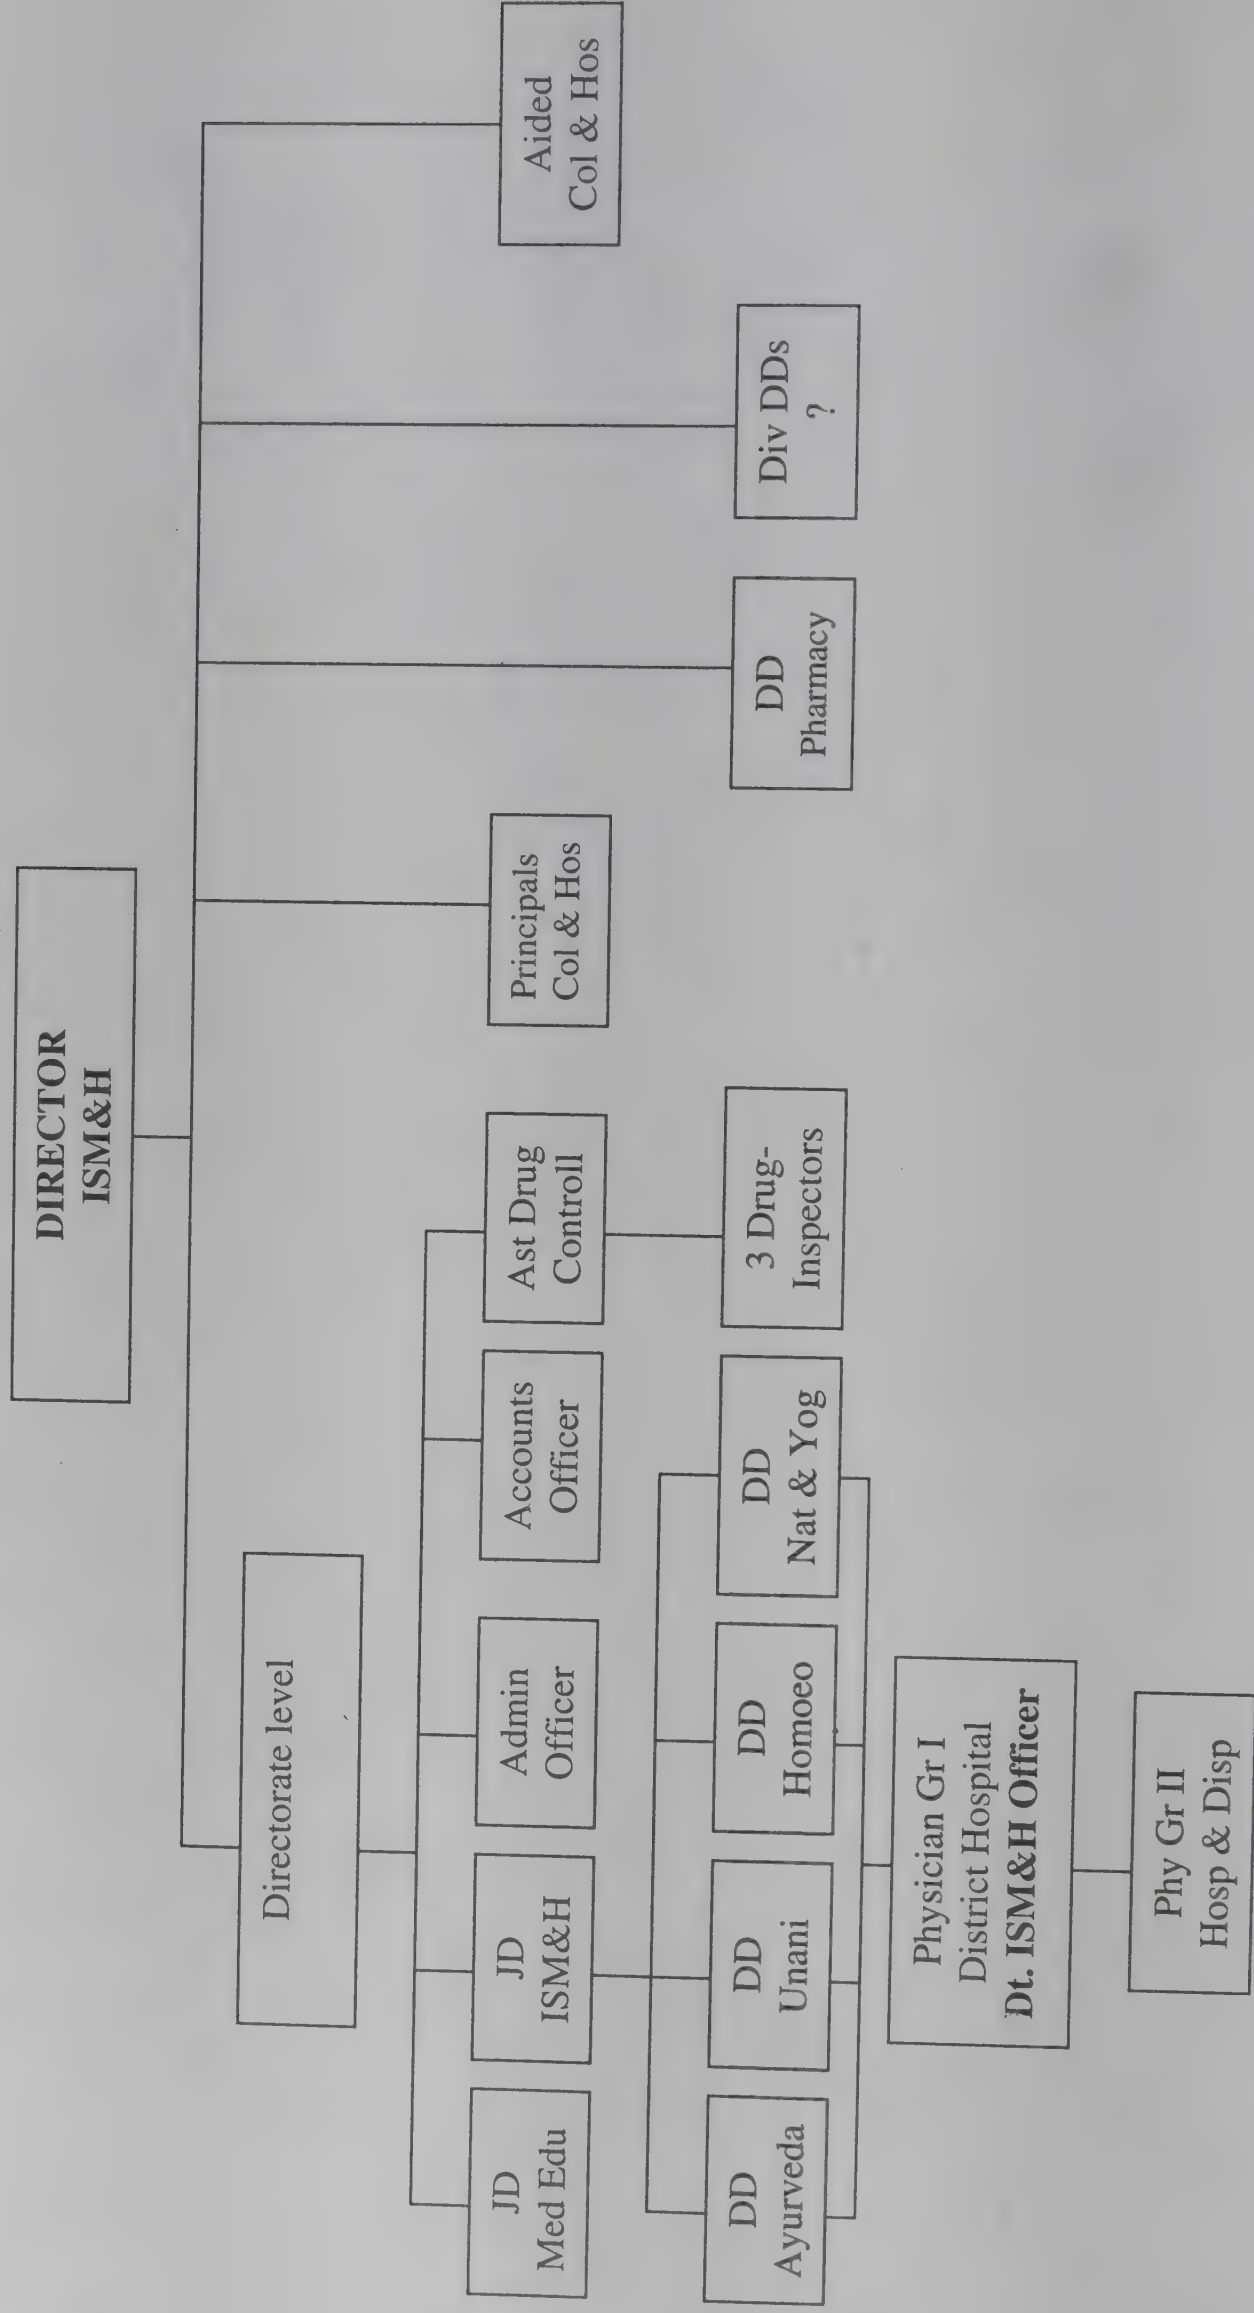 DIRECTOR
ISM&H
Directorate level
JD
Med Edu
JD
ISM&H
Admin
Officer
Accounts
Officer
Ast Drug
Controll
Principals
Col & Hos
Aided
Col & Hos
DD
Ayurveda
DD
Unani
DD
Homoeo
DD
Nat & Yog
3 Drug-
Inspectors
DD
Pharmacy
Div DDs
?
Physician Gr I
District Hospital
Dt. ISM&H Officer
Phy Gr II
Hosp & Disp